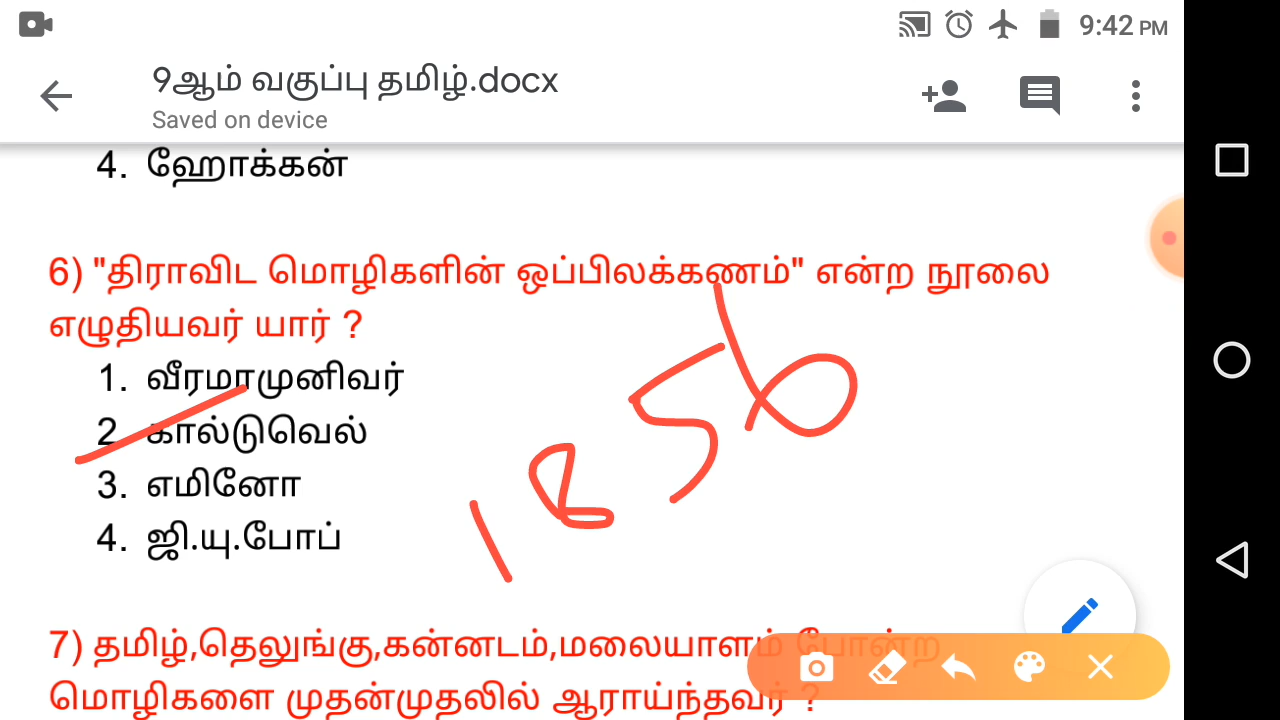 9:42 PM
9ஆம் வகுப்பு தமிழ்.docx
Saved on device
4. ஹோக்கன்
6) "திராவிட மொழிகளின் ஒப்பிலக்கணம்" என்ற நூலை
எழுதியவர் யார் ?
1. வீரமாமுனிவர்
2. கால்டுவெல்
3. எமினோ
4. ஜி.யு.போப்
1856
7) தமிழ்,தெலுங்கு,கன்னடம்,மலையாளம் போன்ற
மொழிகளை முதன்முதலில் ஆராய்ந்தவர் ?